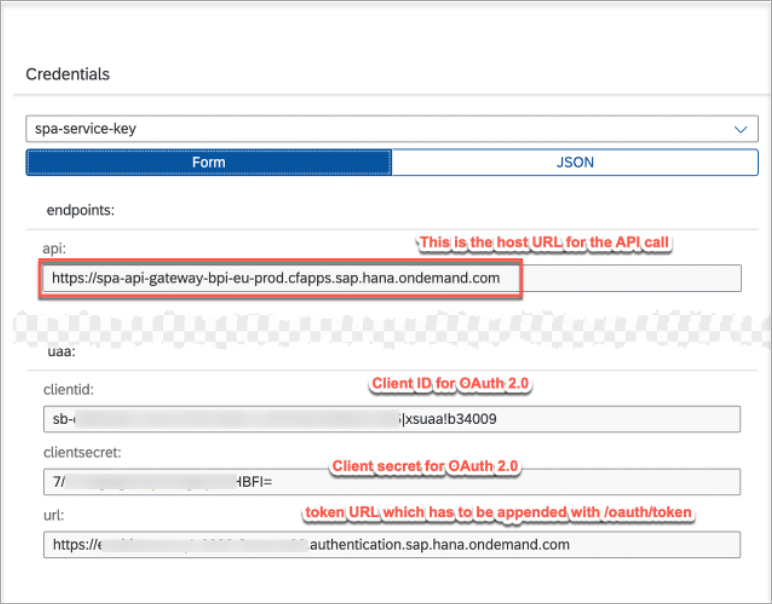 Credentials
spa-service-key
Form JSON
endpoints:
This is the host URL for the API call
api:
https://spa-api-gateway-bpi-eu-prod.cfapps.sap.hana.ondemand.com
uaa:
Client ID for OAuth 2.0
clientid:
sb- |xsuaa!b34009
clientsecret:
Client secret for OAuth 2.0
7/ HBFI=
token URL which has to be appended with /oauth/token
url:
https:// .authentication.sap.hana.ondemand.com